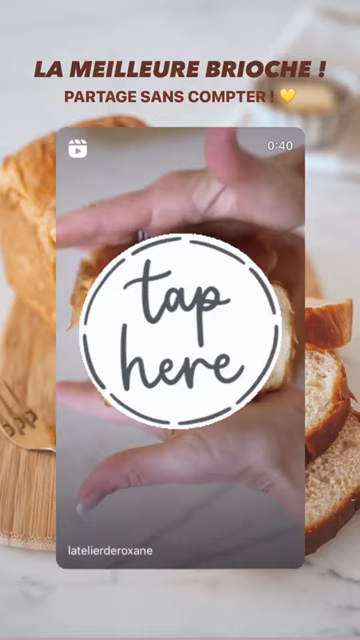 LA MEILLEURE BRIOCHE !
PARTAGE SANS COMPTER ! 💛
0:40
tap
here
latelierderoxane